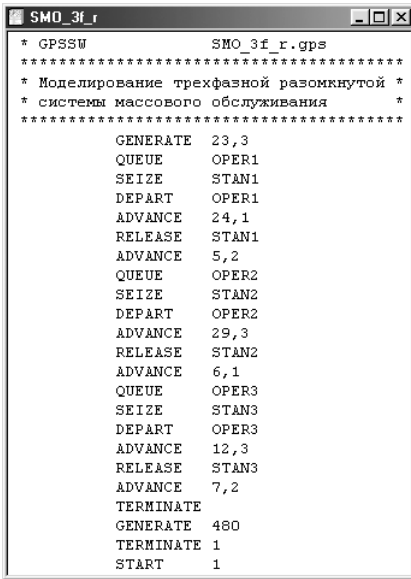 SMO_3f_r
* GPSSW SMO_3f_r.gps
****************************************
* Моделирование трехфазной разомкнутой *
* системы массового обслуживания *
****************************************
GENERATE 23,3
QUEUE OPER1
SEIZE STAN1
DEPART OPER1
ADVANCE 24,1
RELEASE STAN1
ADVANCE 5,2
QUEUE OPER2
SEIZE STAN2
DEPART OPER2
ADVANCE 29,3
RELEASE STAN2
ADVANCE 6,1
QUEUE OPER3
SEIZE STAN3
DEPART OPER3
ADVANCE 12,3
RELEASE STAN3
ADVANCE 7,2
TERMINATE
GENERATE 480
TERMINATE 1
START 1